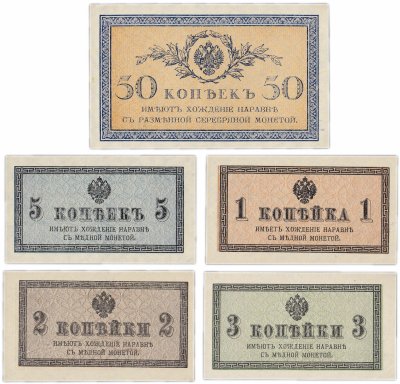 50 КОПѢЕКЪ 50
ИМѢЮТЪ ХОЖДЕНІЕ НАРАВНѢ
СЪ РАЗМѢННОЙ СЕРЕБРЯНОЙ МОНЕТОЙ.
5 КОПѢЕКЪ 5
ИМѢЮТЪ ХОЖДЕНІЕ НАРАВНѢ
СЪ МѢДНОЙ МОНЕТОЙ.
1 КОПѢЙКА 1
ИМѢЮТЪ ХОЖДЕНІЕ НАРАВНѢ
СЪ МѢДНОЙ МОНЕТОЙ.
2 КОПѢЙКИ 2
ИМѢЮТЪ ХОЖДЕНІЕ НАРАВНѢ
СЪ МѢДНОЙ МОНЕТОЙ.
3 КОПѢЙКИ 3
ИМѢЮТЪ ХОЖДЕНІЕ НАРАВНѢ
СЪ МѢДНОЙ МОНЕТОЙ.